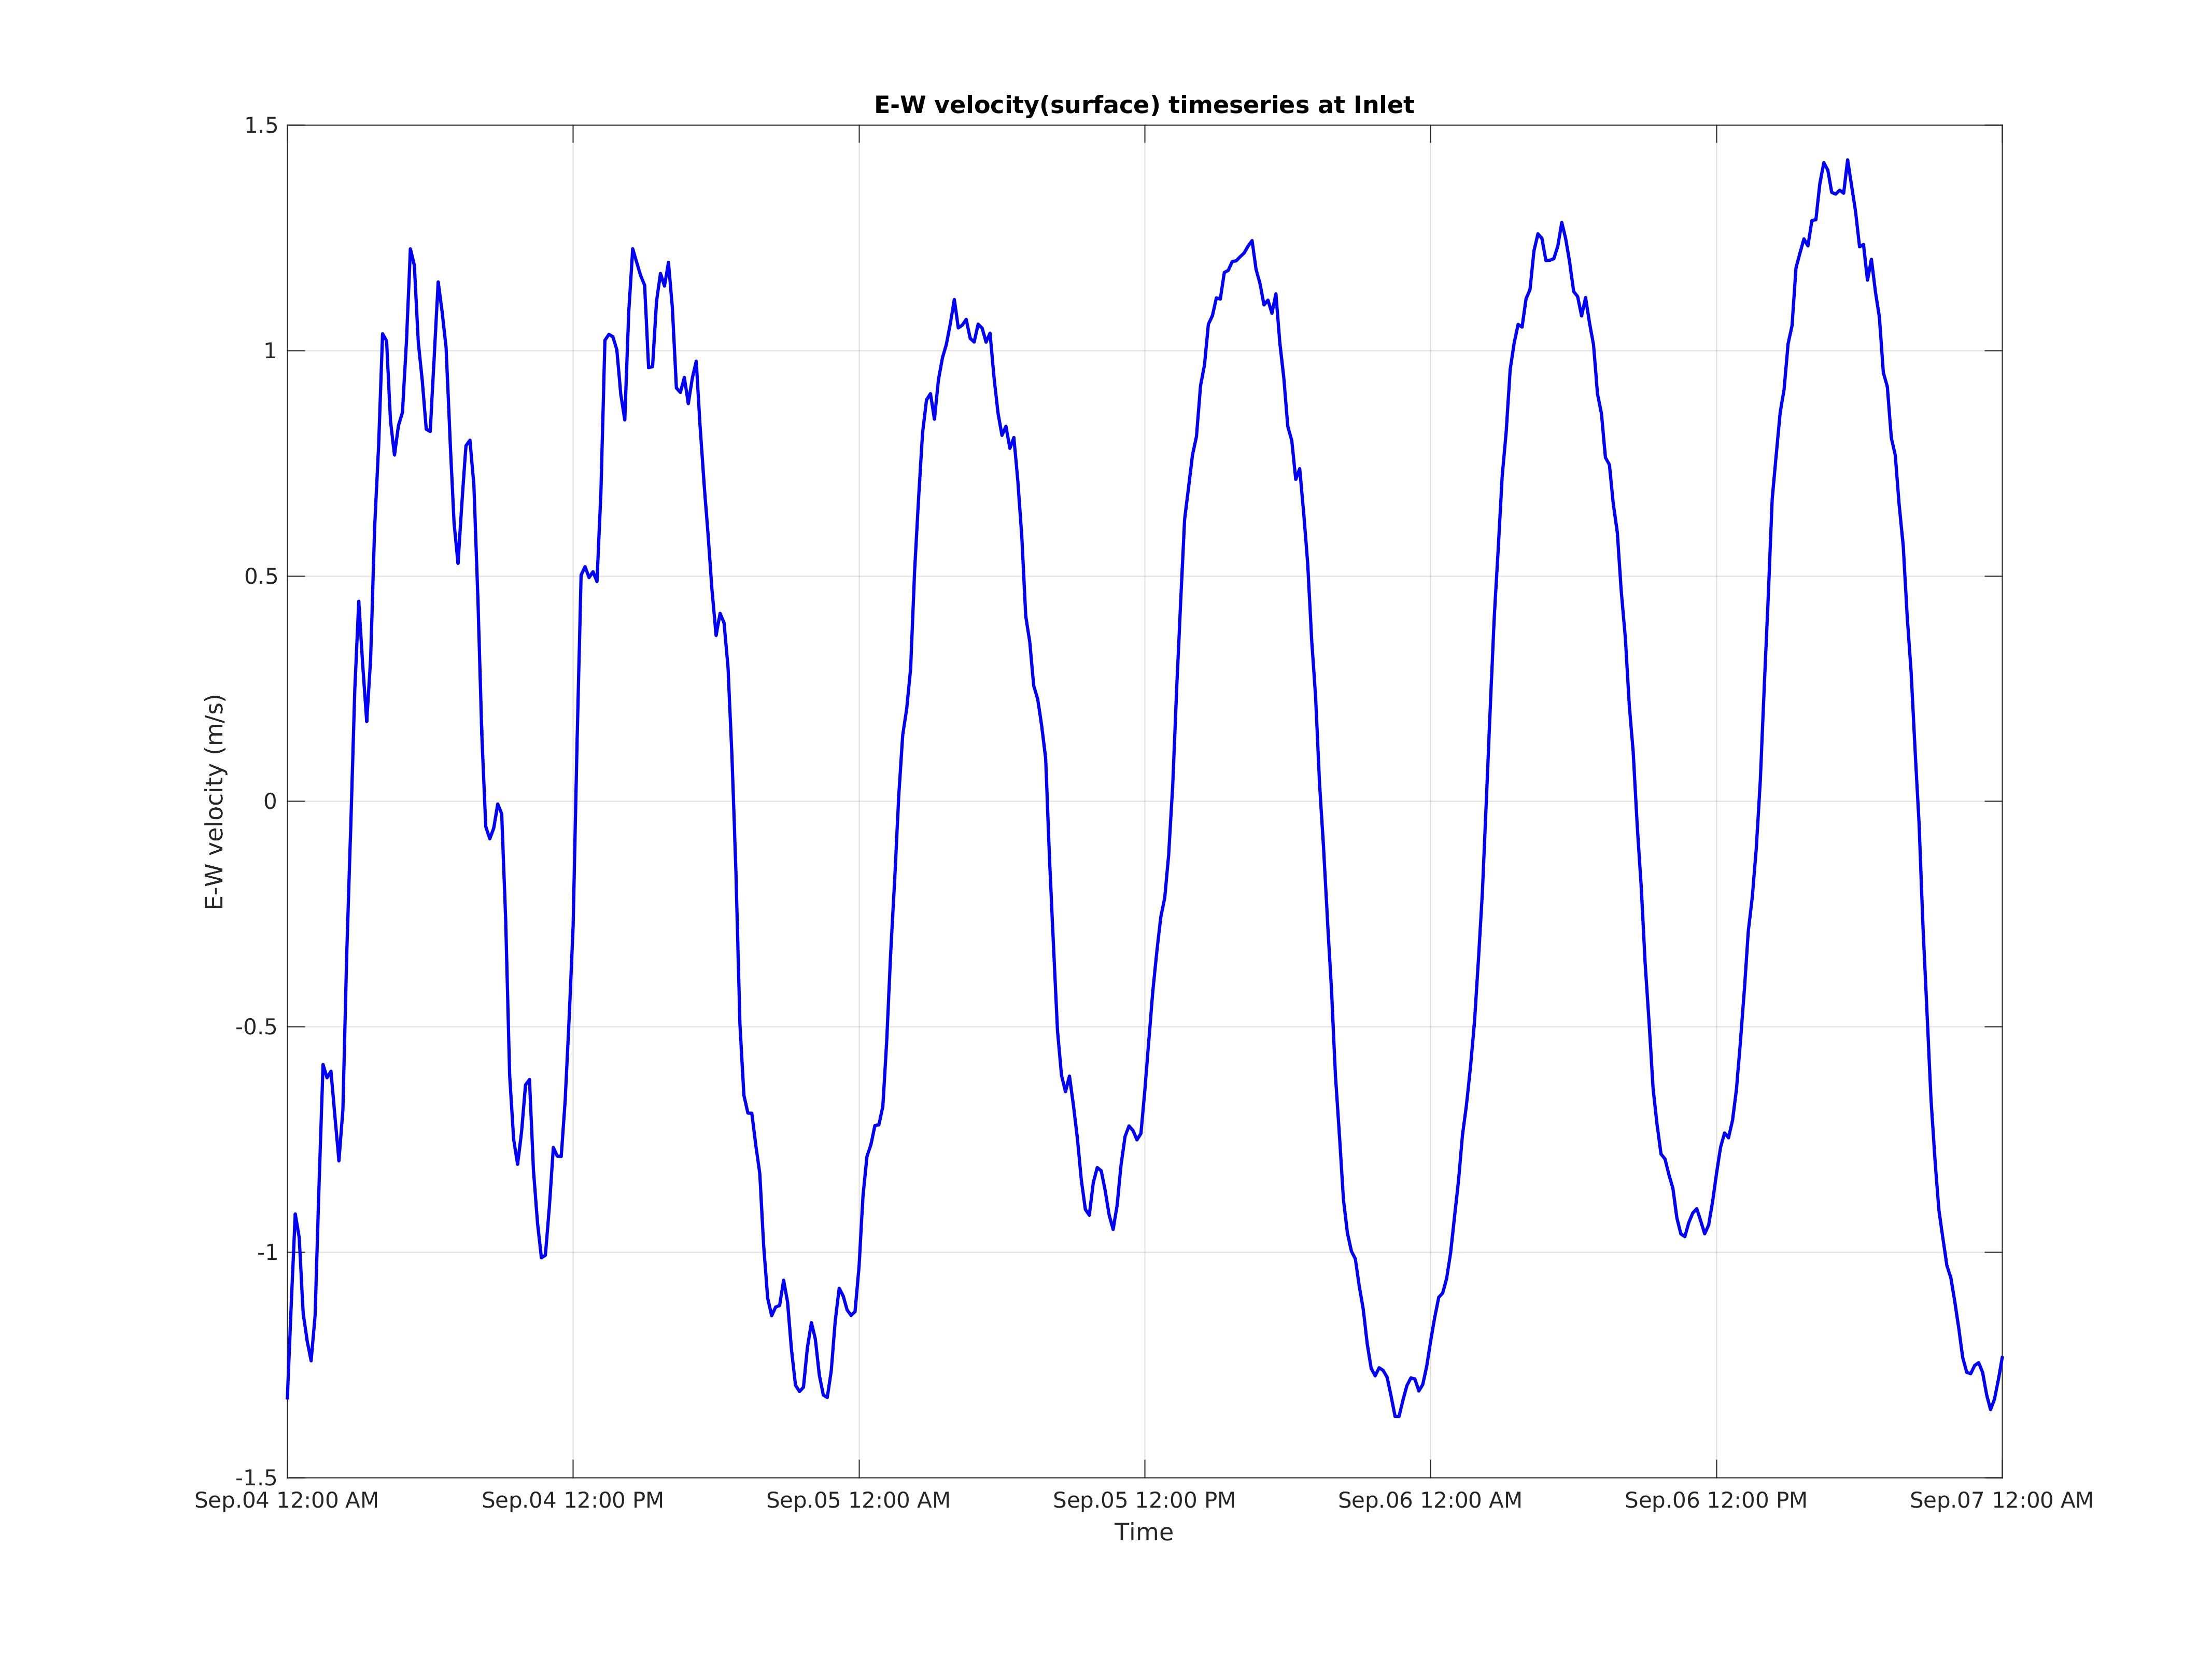 E-W velocity(surface) timeseries at Inlet
1.5
1
0.5
0
-0.5
-1
-1.5
E-W velocity (m/s)
Sep.04 12:00 AM Sep.04 12:00 PM Sep.05 12:00 AM Sep.05 12:00 PM Sep.06 12:00 AM Sep.06 12:00 PM Sep.07 12:00 AM
Time